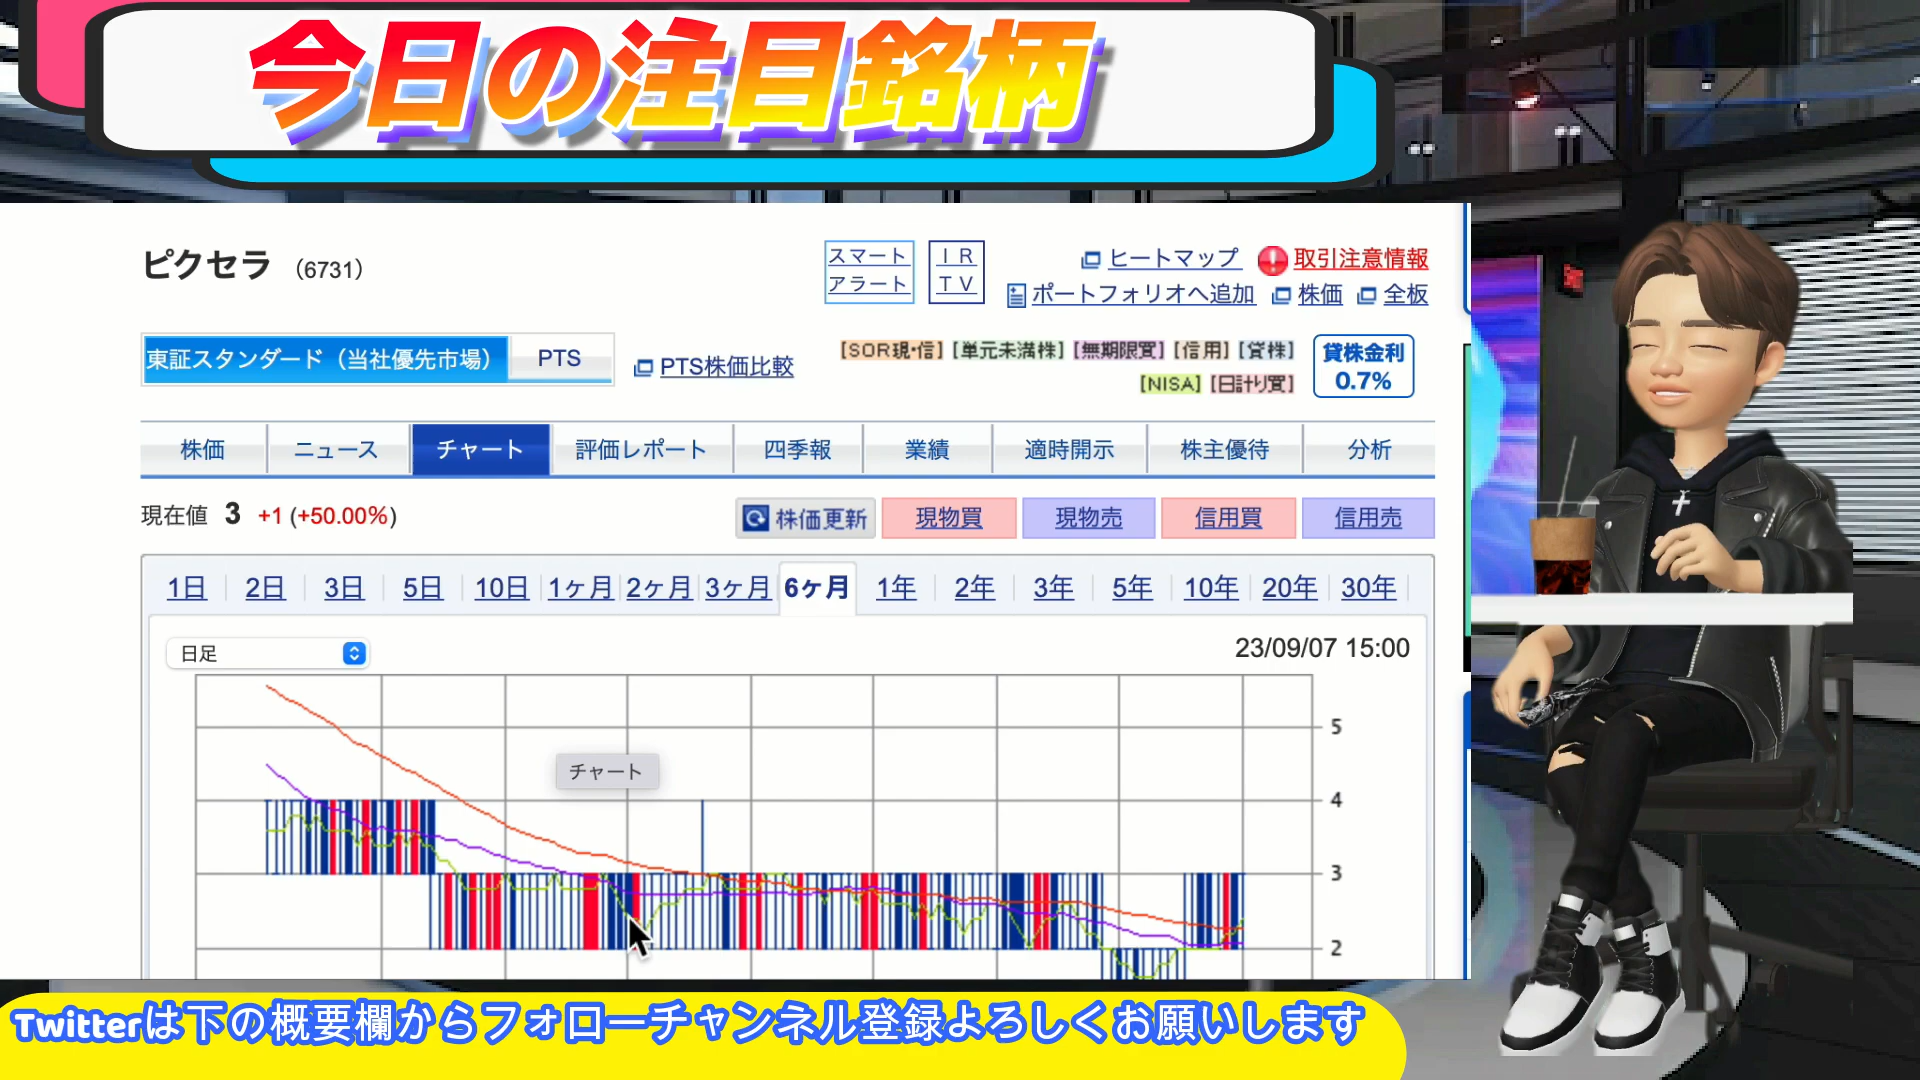 今日の注目銘柄
ピクセラ (6731)
スマートアラート
IR TV
ヒートマップ
取引注意情報
ポートフォリオへ追加
株価
全板
東証スタンダード(当社優先市場)
PTS
PTS株価比較
[SOR現・信] [単元未満株] [無期限買] [信用] [貸株]
[NISA] [日計り買]
貸株金利
0.7%
株価 ニュース チャート 評価レポート 四季報 業績 適時開示 株主優待 分析
現在値 3 +1 (+50.00%)
株価更新 現物買 現物売 信用買 信用売
1日 2日 3日 5日 10日 1ヶ月 2ヶ月 3ヶ月 6ヶ月 1年 2年 3年 5年 10年 20年 30年
日足
23/09/07 15:00
5
チャート
4
3
2
Twitterは下の概要欄からフォローチャンネル登録よろしくお願いします